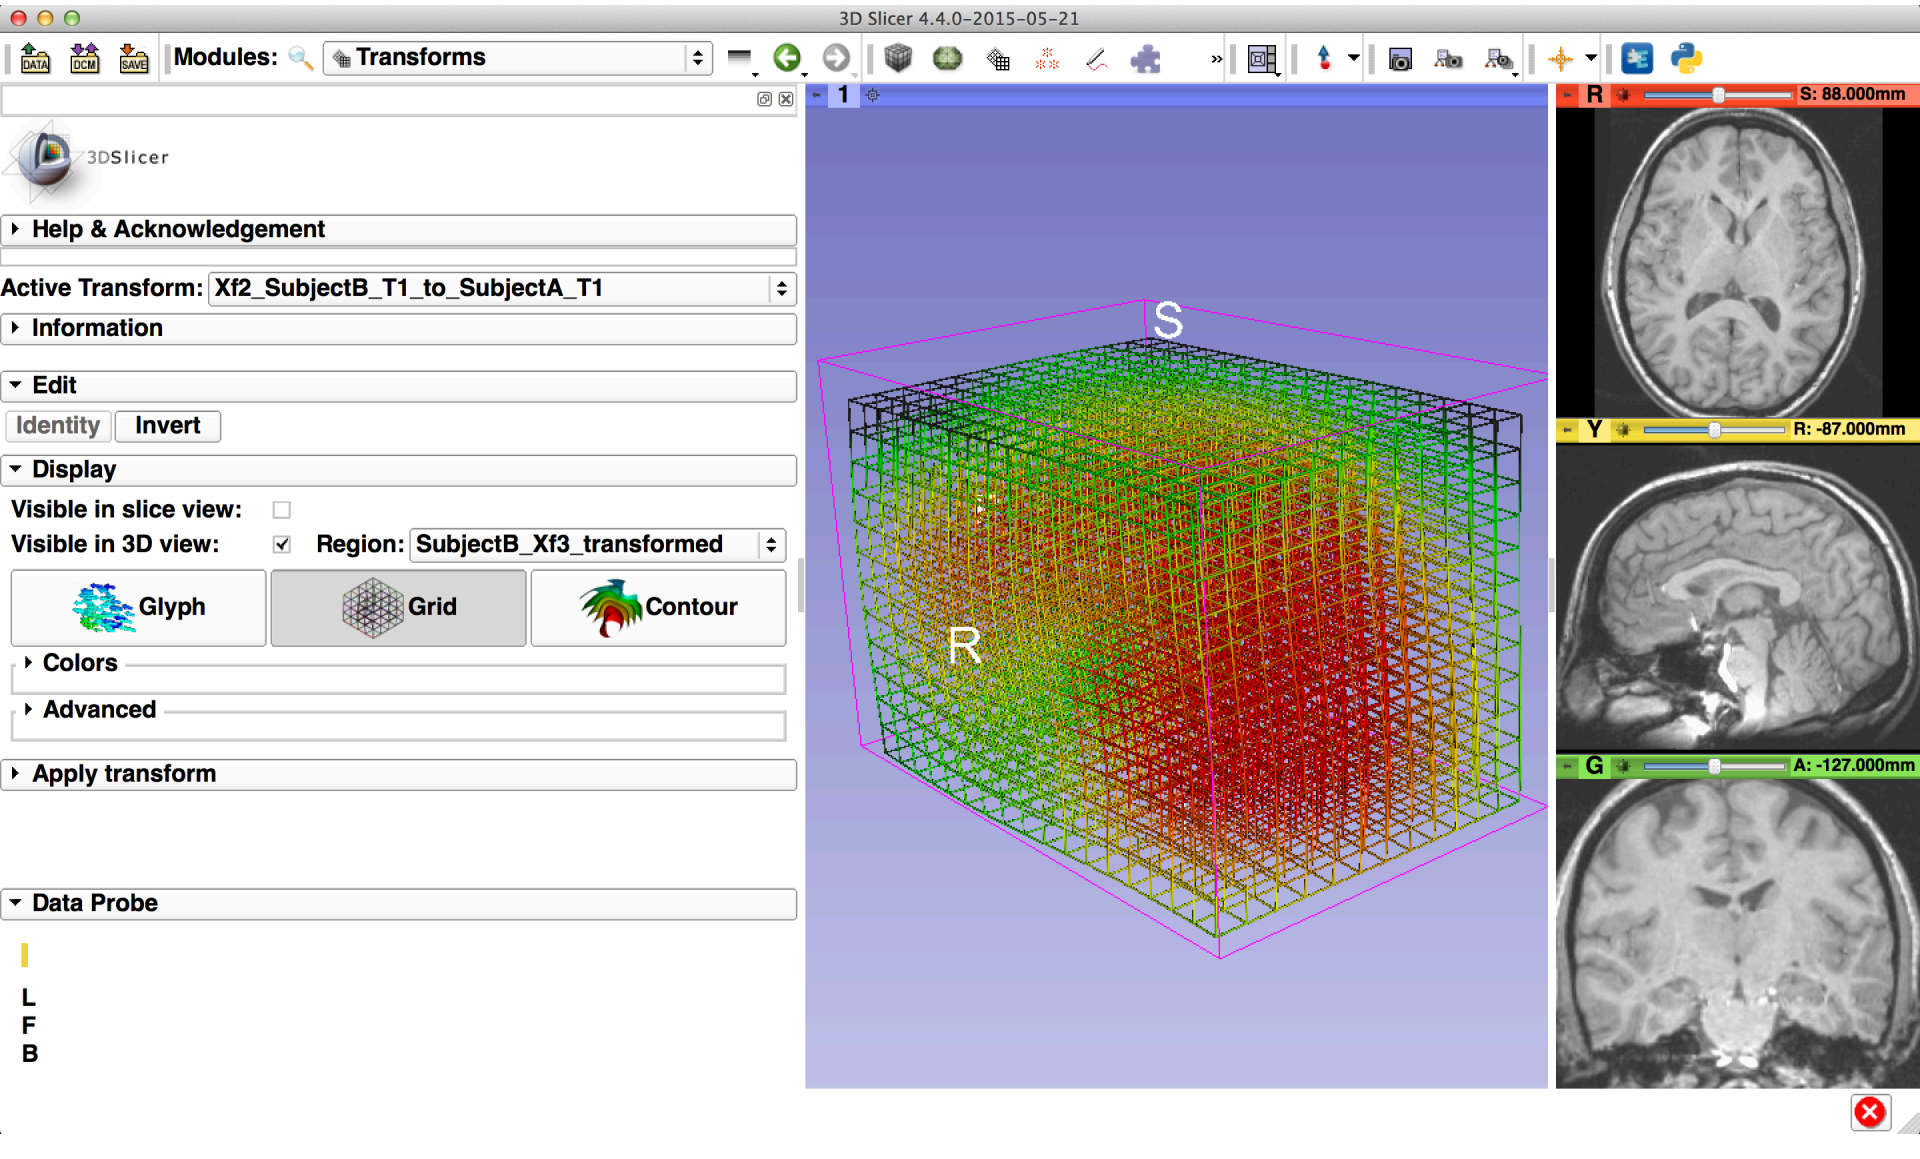 3D Slicer 4.4.0-2015-05-21
DATA DCM SAVE Modules: Transforms »
1
R S: 88.000mm
3DSlicer
Help & Acknowledgement
Active Transform: Xf2_SubjectB_T1_to_SubjectA_T1
Information
Edit
Identity Invert
Display
Visible in slice view:
Visible in 3D view: Region: SubjectB_Xf3_transformed
Glyph Grid Contour
Colors
Advanced
Apply transform
Data Probe
L
F
B
S
R
Y R: -87.000mm
G A: -127.000mm